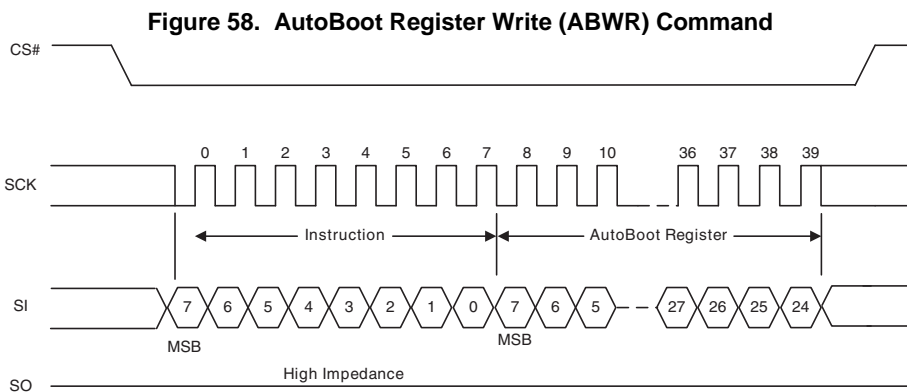 Figure 58. AutoBoot Register Write (ABWR) Command
CS#
0 1 2 3 4 5 6 7 8 9 10 36 37 38 39
SCK
Instruction AutoBoot Register
SI 7 6 5 4 3 2 1 0 7 6 5 27 26 25 24
MSB MSB
High Impedance
SO